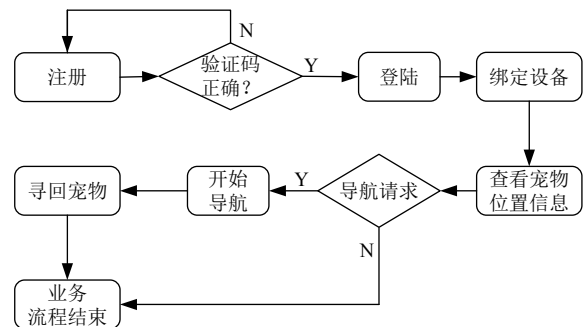 N
注册
验证码
正确？
Y
登陆
绑定设备
寻回宠物
开始
导航
Y
导航请求
查看宠物
位置信息
N
业务
流程结束